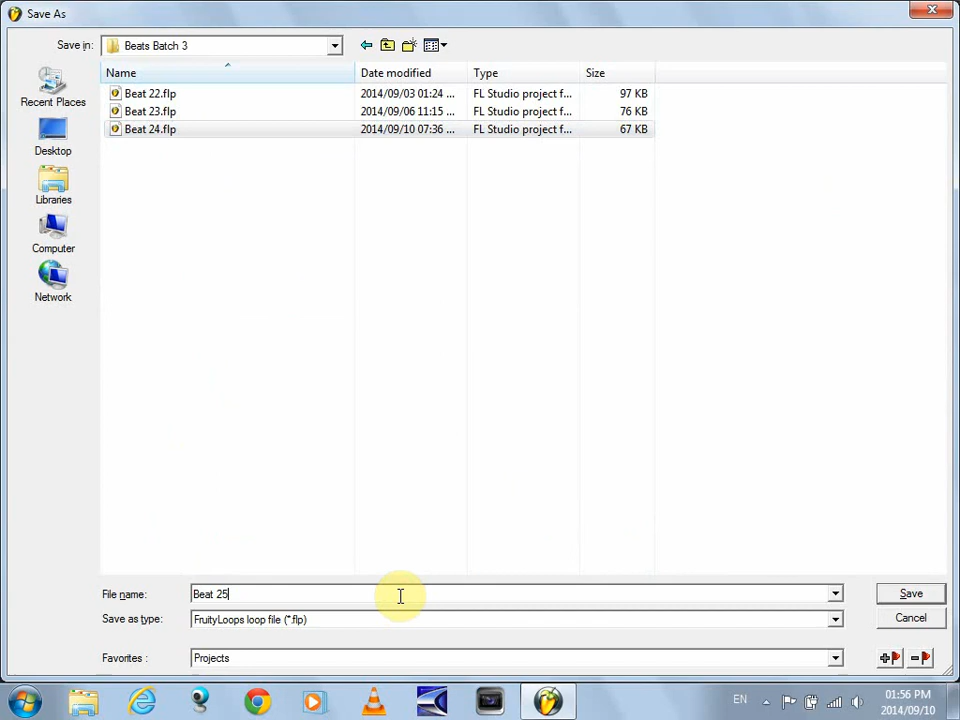 Save As
Save in: Beats Batch 3
Name Date modified Type Size
Beat 22.flp 2014/09/03 01:24 ... FL Studio project f... 97 KB
Beat 23.flp 2014/09/06 11:15 ... FL Studio project f... 76 KB
Beat 24.flp 2014/09/10 07:36 ... FL Studio project f... 67 KB
Recent Places
Desktop
Libraries
Computer
Network
File name: Beat 25 Save
Save as type: FruityLoops loop file (*.flp) Cancel
Favorites : Projects
EN 01:56 PM
2014/09/10